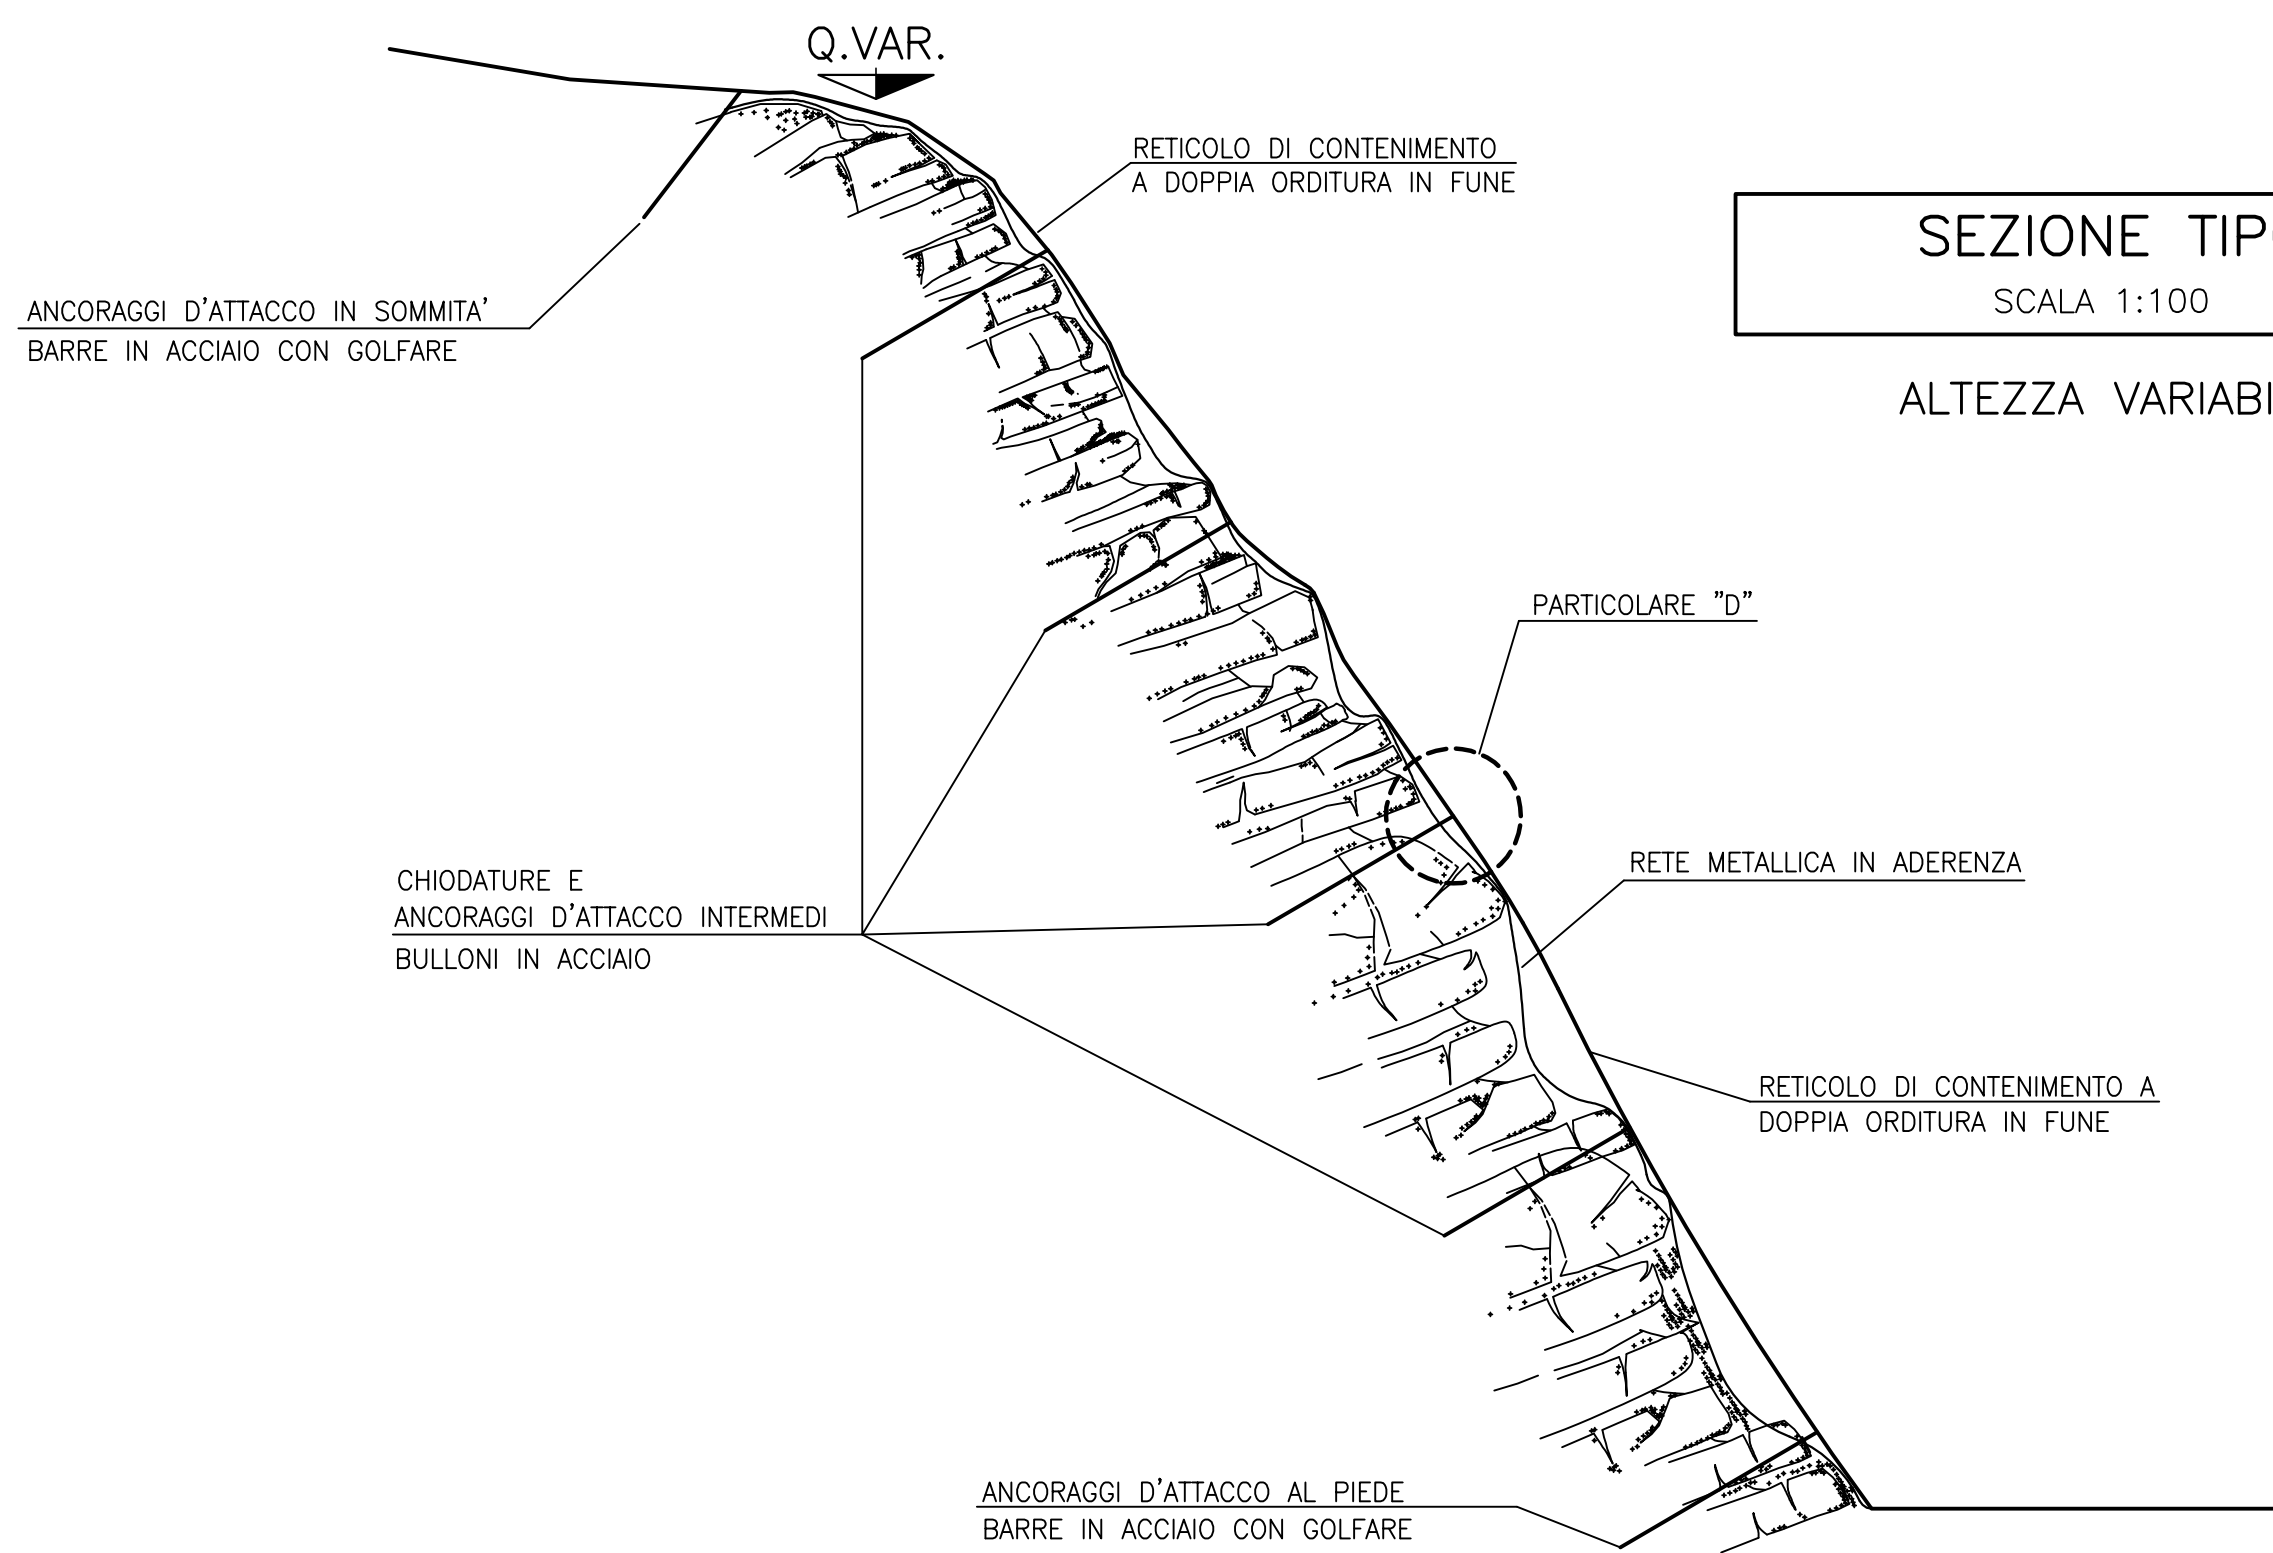 Q.VAR.
RETICOLO DI CONTENIMENTO
A DOPPIA ORDITURA IN FUNE
SEZIONE TIPO
SCALA 1:100
ALTEZZA VARIABI
ANCORAGGI D'ATTACCO IN SOMMITA'
BARRE IN ACCIAIO CON GOLFARE
PARTICOLARE "D"
RETE METALLICA IN ADERENZA
CHIODATURE E
ANCORAGGI D'ATTACCO INTERMEDI
BULLONI IN ACCIAIO
RETICOLO DI CONTENIMENTO A
DOPPIA ORDITURA IN FUNE
ANCORAGGI D'ATTACCO AL PIEDE
BARRE IN ACCIAIO CON GOLFARE